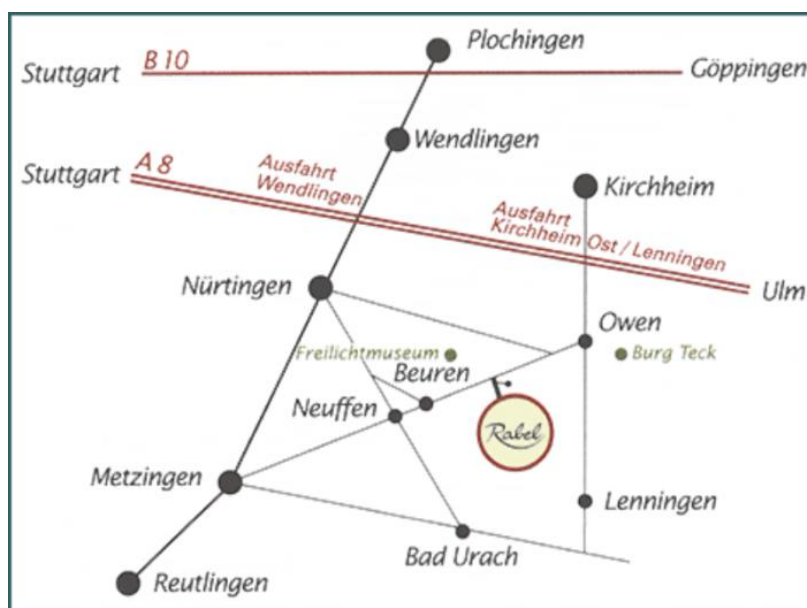 Plochingen
B 10
Stuttgart
Göppingen
Wendlingen
A 8
Stuttgart
Ausfahrt
Wendlingen
Kirchheim
Ausfahrt
Kirchheim Ost / Lenningen
Nürtingen
Ulm
Owen
Freilichtmuseum
Burg Teck
Beuren
Neuffen
Rabel
Metzingen
Lenningen
Bad Urach
Reutlingen